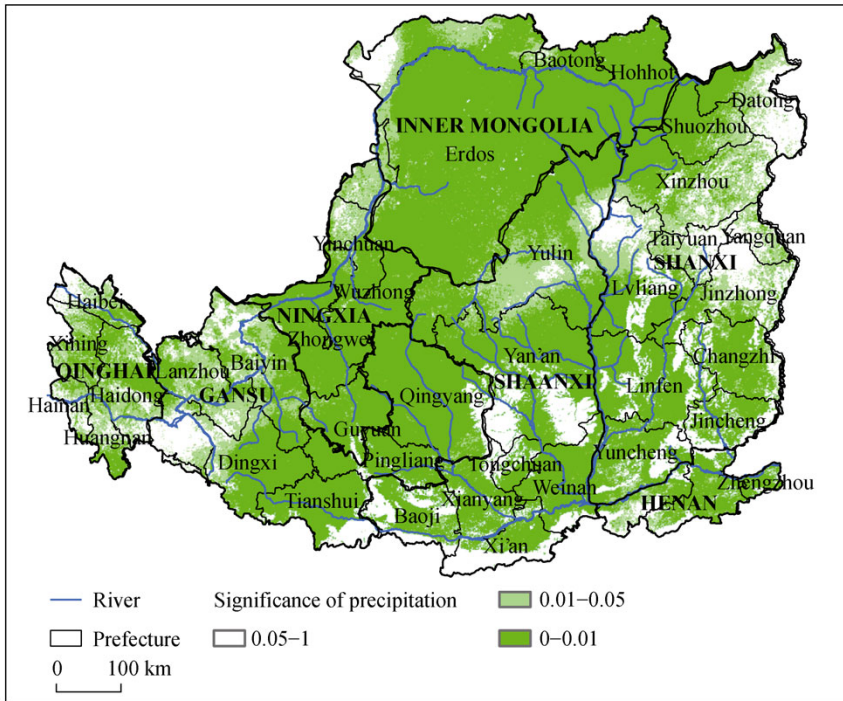 Baotong
Hohhot
Datong
INNER MONGOLIA
Shuozhou
Erdos
Xinzhou
Yinchuan
Yulin
Taiyuan
Yangquan
SHANXI
Haibei
Wuzhong
Lvliang
Jinzhong
NINGXIA
Xining
Zhongwei
Lanzhou
Baiyin
Yan'an
Changzhi
QINGHAI
SHAANXI
Linfen
Haidong
GANSU
Qingyang
Hainan
Jincheng
Huangnan
Guyuan
Yuncheng
Dingxi
Pingliang
Tongchuan
Zhengzhou
Tianshui
Xianyang
Weinan
HENAN
Baoji
Xi'an
River
Significance of precipitation
0.01−0.05
Prefecture
0.05−1
0−0.01
0 100 km